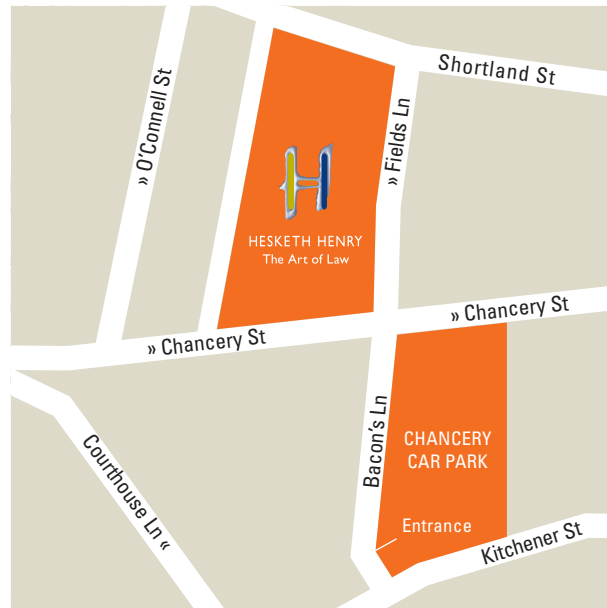 Shortland St
» O'Connell St
» Fields Ln
HESKETH HENRY
The Art of Law
» Chancery St
» Chancery St
Bacon's Ln
CHANCERY
CAR PARK
Courthouse Ln «
Entrance
Kitchener St